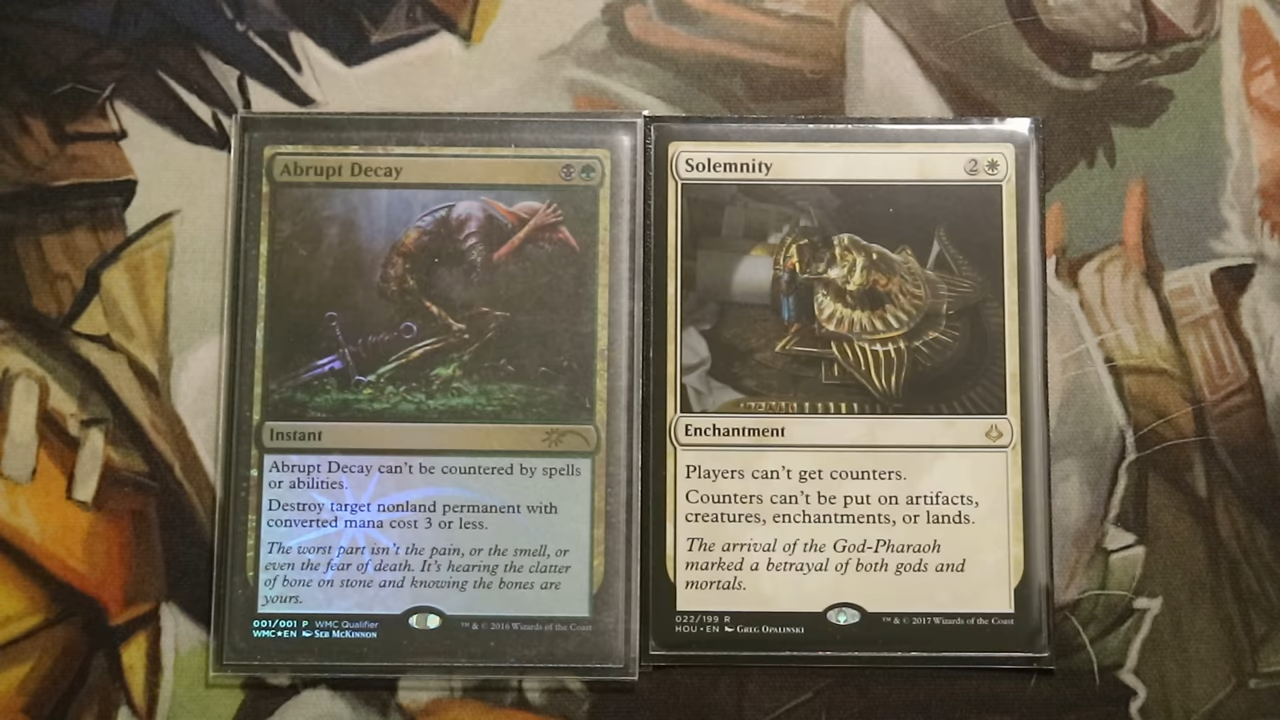 Abrupt Decay
Instant
Abrupt Decay can't be countered by spells
or abilities.
Destroy target nonland permanent with
converted mana cost 3 or less.
The worst part isn't the pain, or the smell, or
even the fear of death. It's hearing the clatter
of bone on stone and knowing the bones are
yours.
001/001 P WMC Qualifier
WMC★EN Seb McKinnon
™ & © 2016 Wizards of the Coast
Solemnity 2
Enchantment
Players can't get counters.
Counters can't be put on artifacts,
creatures, enchantments, or lands.
The arrival of the God-Pharaoh
marked a betrayal of both gods and
mortals.
022/199 R
HOU • EN Greg Opalinski
™ & © 2017 Wizards of the Coast